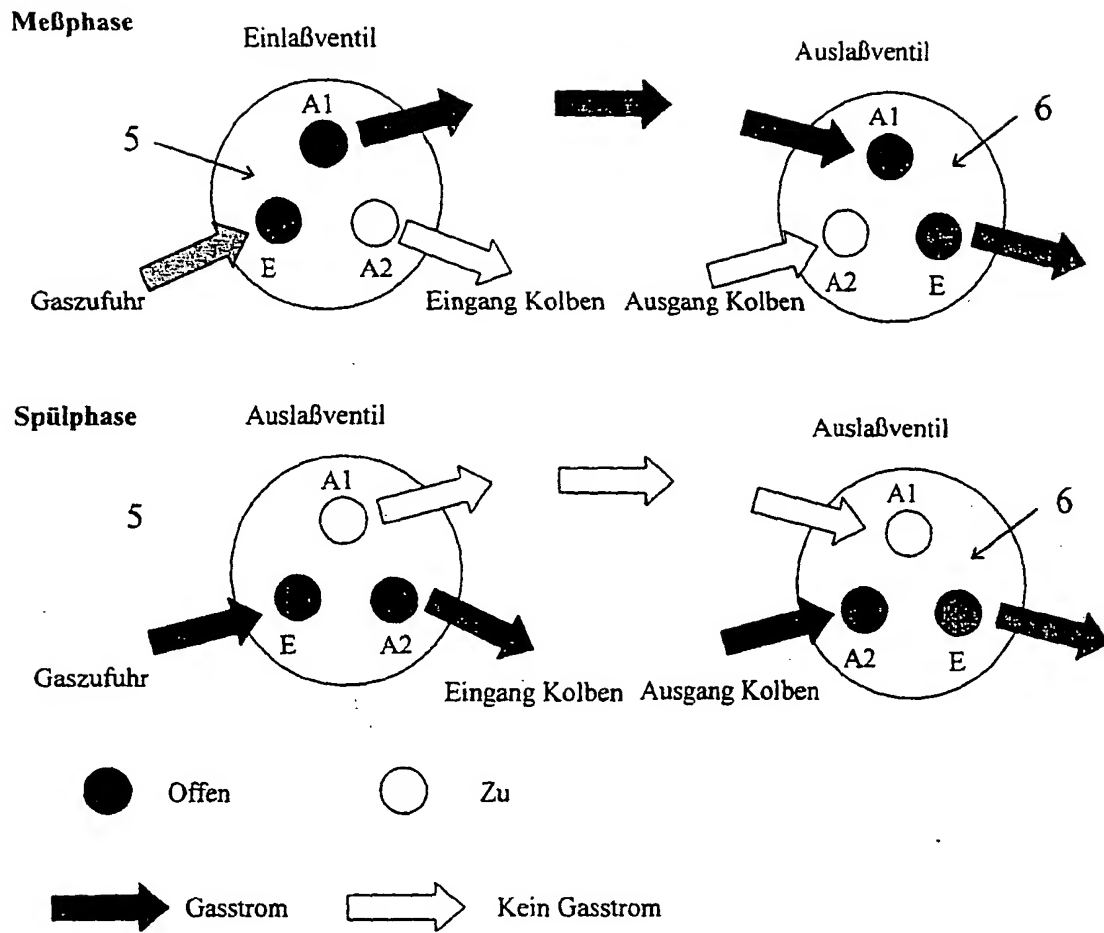 Meßphase
Einlaßventil
Auslaßventil
A1
A1
5
6
E
A2
A2
E
Gaszufuhr
Eingang Kolben
Ausgang Kolben
Spülphase
Auslaßventil
Auslaßventil
A1
A1
5
6
E
A2
A2
E
Gaszufuhr
Eingang Kolben
Ausgang Kolben
Offen
Zu
Gasstrom
Kein Gasstrom